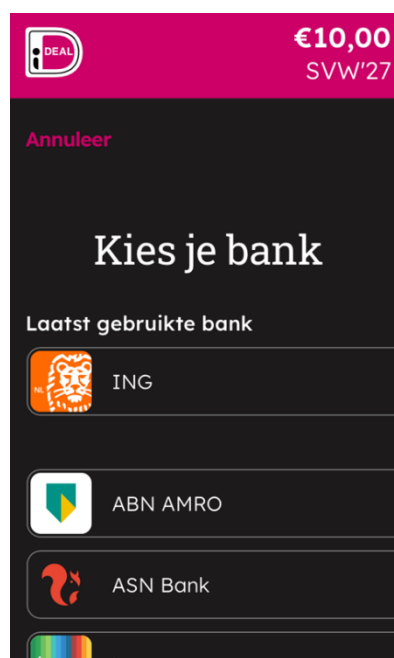 iDEAL
€10,00
SVW'27
Annuleer
Kies je bank
Laatst gebruikte bank
NL
ING
ABN AMRO
ASN Bank